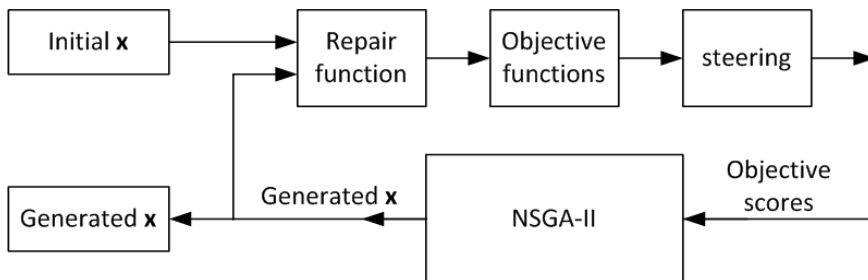 Initial x
Repair
function
Objective
functions
steering
Generated x
Generated x
NSGA-II
Objective
scores